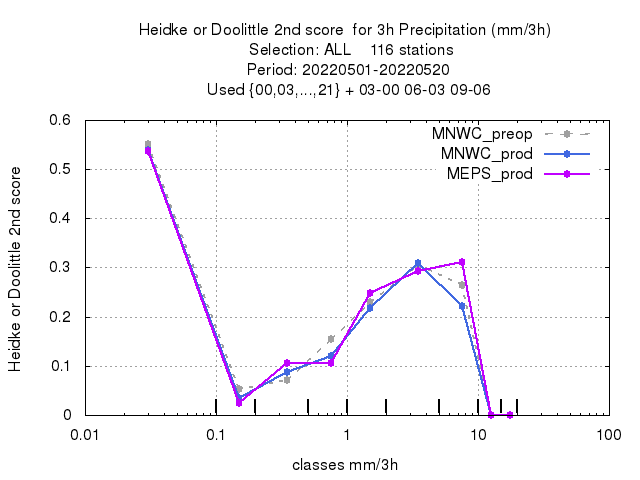 Heidke or Doolittle 2nd score  for 3h Precipitation (mm/3h)
Selection: ALL    116 stations
Period: 20220501-20220520
Used {00,03,...,21} + 03-00 06-03 09-06
MNWC_preop
MNWC_prod
MEPS_prod
Heidke or Doolittle 2nd score
0.6
0.5
0.4
0.3
0.2
0.1
0
0.01 0.1 1 10 100
classes mm/3h